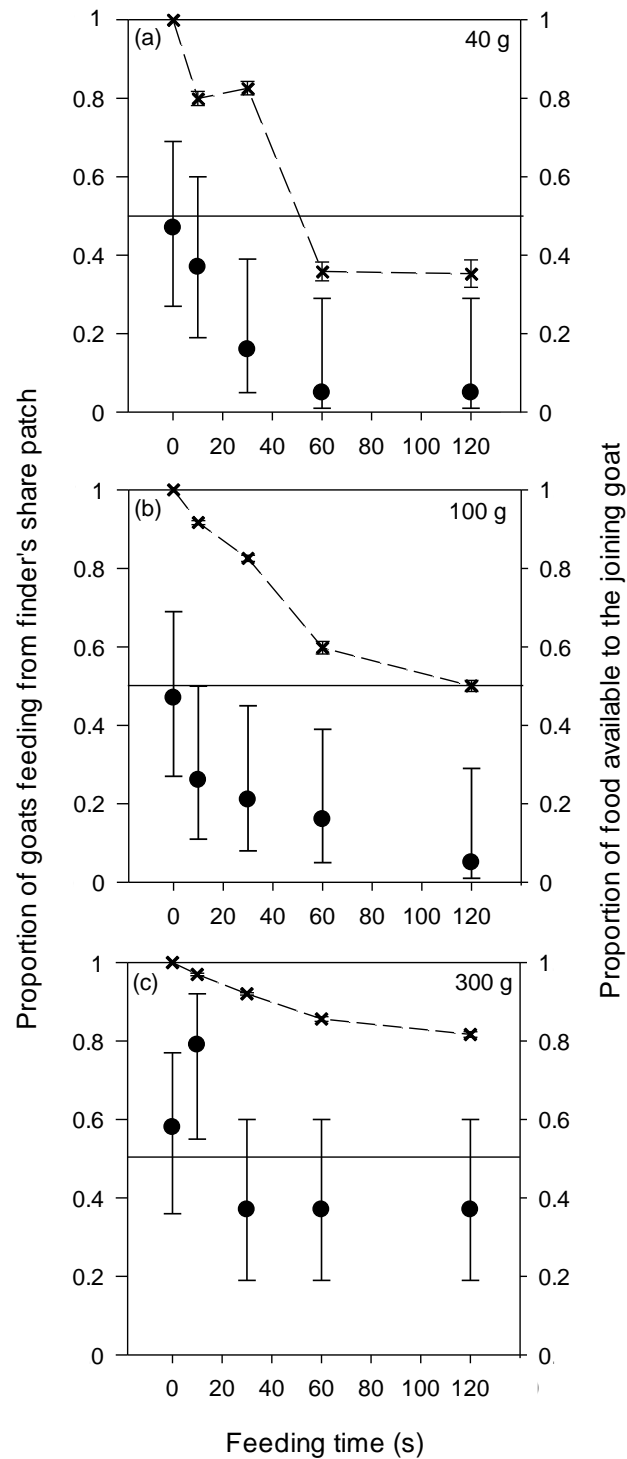 Proportion of goats feeding from finder's share patch
Proportion of food available to the joining goat
(a) 40 g
1 1
0.8 0.8
0.6 0.6
0.4 0.4
0.2 0.2
0 0
0 20 40 60 80 100 120
(b) 100 g
1 1
0.8 0.8
0.6 0.6
0.4 0.4
0.2 0.2
0 0
0 20 40 60 80 100 120
(c) 300 g
1 1
0.8 0.8
0.6 0.6
0.4 0.4
0.2 0.2
0 0
0 20 40 60 80 100 120
Feeding time (s)